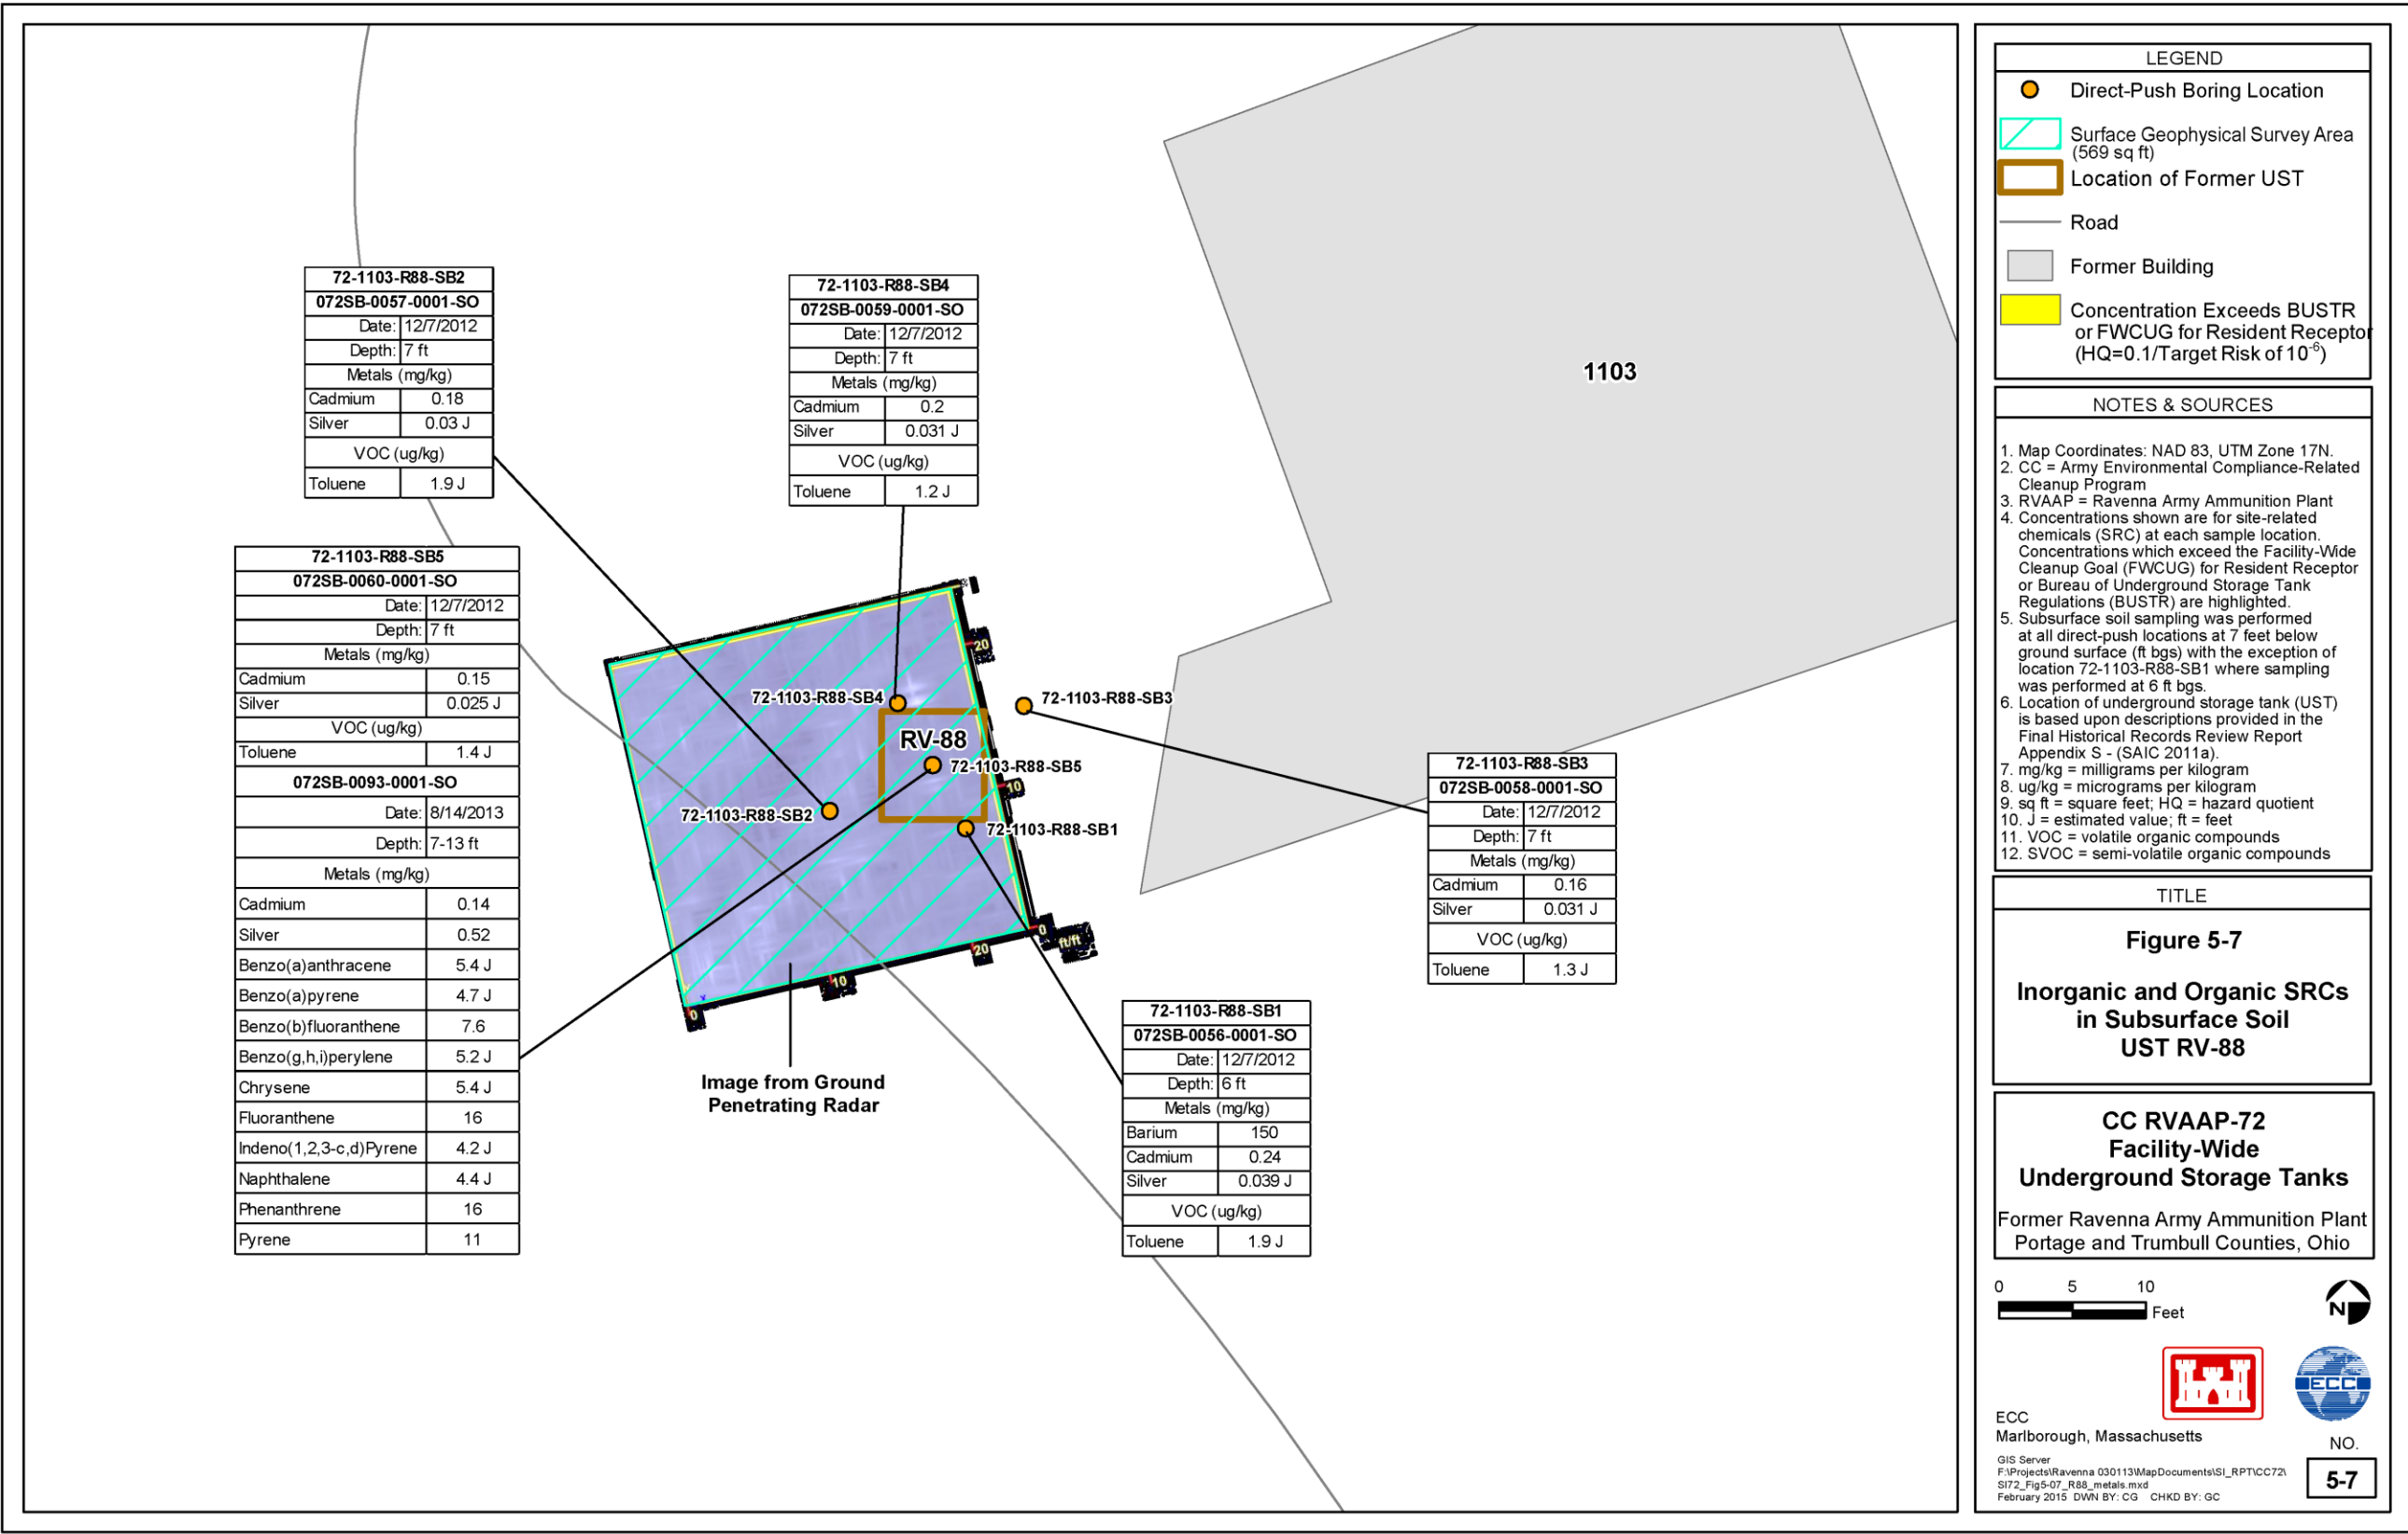 72-1103-R88-SB2
072SB-0057-0001-SO
Date: 12/7/2012
Depth: 7 ft
Metals (mg/kg)
Cadmium 0.18
Silver 0.03 J
VOC (ug/kg)
Toluene 1.9 J
72-1103-R88-SB4
072SB-0059-0001-SO
Date: 12/7/2012
Depth: 7 ft
Metals (mg/kg)
Cadmium 0.2
Silver 0.031 J
VOC (ug/kg)
Toluene 1.2 J
1103
72-1103-R88-SB5
072SB-0060-0001-SO
Date: 12/7/2012
Depth: 7 ft
Metals (mg/kg)
Cadmium 0.15
Silver 0.025 J
VOC (ug/kg)
Toluene 1.4 J
072SB-0093-0001-SO
Date: 8/14/2013
Depth: 7-13 ft
Metals (mg/kg)
Cadmium 0.14
Silver 0.52
Benzo(a)anthracene 5.4 J
Benzo(a)pyrene 4.7 J
Benzo(b)fluoranthene 7.6
Benzo(g,h,i)perylene 5.2 J
Chrysene 5.4 J
Fluoranthene 16
Indeno(1,2,3-c,d)Pyrene 4.2 J
Naphthalene 4.4 J
Phenanthrene 16
Pyrene 11
20
72-1103-R88-SB4
72-1103-R88-SB3
RV-88
72-1103-R88-SB5
10
72-1103-R88-SB2
72-1103-R88-SB1
0
ft/ft
20
10
0
Image from Ground
Penetrating Radar
72-1103-R88-SB3
072SB-0058-0001-SO
Date: 12/7/2012
Depth: 7 ft
Metals (mg/kg)
Cadmium 0.16
Silver 0.031 J
VOC (ug/kg)
Toluene 1.3 J
72-1103-R88-SB1
072SB-0056-0001-SO
Date: 12/7/2012
Depth: 6 ft
Metals (mg/kg)
Barium 150
Cadmium 0.24
Silver 0.039 J
VOC (ug/kg)
Toluene 1.9 J
LEGEND
Direct-Push Boring Location
Surface Geophysical Survey Area
(569 sq ft)
Location of Former UST
Road
Former Building
Concentration Exceeds BUSTR
or FWCUG for Resident Receptor
(HQ=0.1/Target Risk of 10⁻⁶)
NOTES & SOURCES
1. Map Coordinates: NAD 83, UTM Zone 17N.
2. CC = Army Environmental Compliance-Related
Cleanup Program
3. RVAAP = Ravenna Army Ammunition Plant
4. Concentrations shown are for site-related
chemicals (SRC) at each sample location.
Concentrations which exceed the Facility-Wide
Cleanup Goal (FWCUG) for Resident Receptor
or Bureau of Underground Storage Tank
Regulations (BUSTR) are highlighted.
5. Subsurface soil sampling was performed
at all direct-push locations at 7 feet below
ground surface (ft bgs) with the exception of
location 72-1103-R88-SB1 where sampling
was performed at 6 ft bgs.
6. Location of underground storage tank (UST)
is based upon descriptions provided in the
Final Historical Records Review Report
Appendix S - (SAIC 2011a).
7. mg/kg = milligrams per kilogram
8. ug/kg = micrograms per kilogram
9. sq ft = square feet; HQ = hazard quotient
10. J = estimated value; ft = feet
11. VOC = volatile organic compounds
12. SVOC = semi-volatile organic compounds
TITLE
Figure 5-7
Inorganic and Organic SRCs
in Subsurface Soil
UST RV-88
CC RVAAP-72
Facility-Wide
Underground Storage Tanks
Former Ravenna Army Ammunition Plant
Portage and Trumbull Counties, Ohio
0 5 10
Feet
N
ECC
ECC
Marlborough, Massachusetts
NO.
5-7
GIS Server
F:\Projects\Ravenna 030113\MapDocuments\SI_RPT\CC72\
SI72_Fig5-07_R88_metals.mxd
February 2015 DWN BY: CG CHKD BY: GC